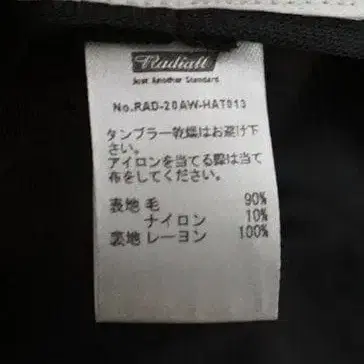 Radiall
Just Another Standard
No.RAD-20AW-HAT013
タンブラー乾燥はお避け下
さい。
アイロンを当てる際は当て
布をしてください。
表地 毛 90%
ナイロン 10%
裏地 レーヨン 100%